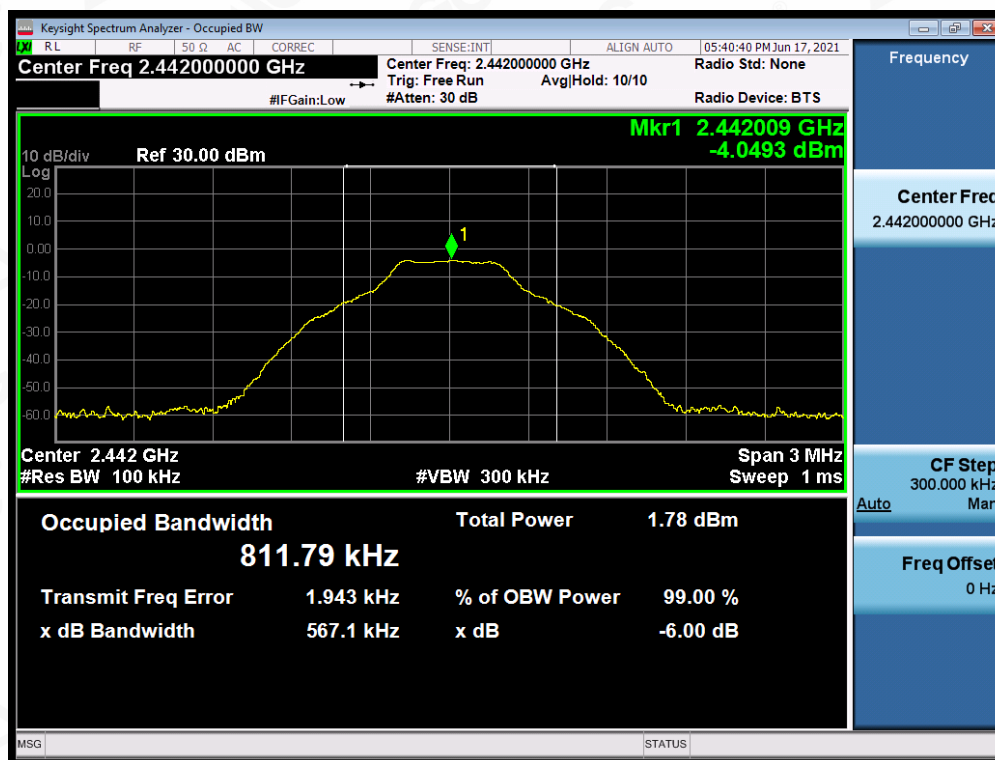 Keysight Spectrum Analyzer - Occupied BW
LXI RL RF 50 Ω AC CORREC SENSE:INT ALIGN AUTO 05:40:40 PM Jun 17, 2021
Center Freq 2.442000000 GHz
Center Freq: 2.442000000 GHz Radio Std: None
Trig: Free Run Avg|Hold: 10/10
#IFGain:Low #Atten: 30 dB Radio Device: BTS
Mkr1 2.442009 GHz
10 dB/div Ref 30.00 dBm -4.0493 dBm
Log
20.0
10.0
0.00
-10.0
-20.0
-30.0
-40.0
-50.0
-60.0
1
Center 2.442 GHz Span 3 MHz
#Res BW 100 kHz #VBW 300 kHz Sweep 1 ms
Occupied Bandwidth Total Power 1.78 dBm
811.79 kHz
Transmit Freq Error 1.943 kHz % of OBW Power 99.00 %
x dB Bandwidth 567.1 kHz x dB -6.00 dB
MSG STATUS
Frequency
Center Freq
2.442000000 GHz
CF Step
300.000 kHz
Auto Man
Freq Offset
0 Hz